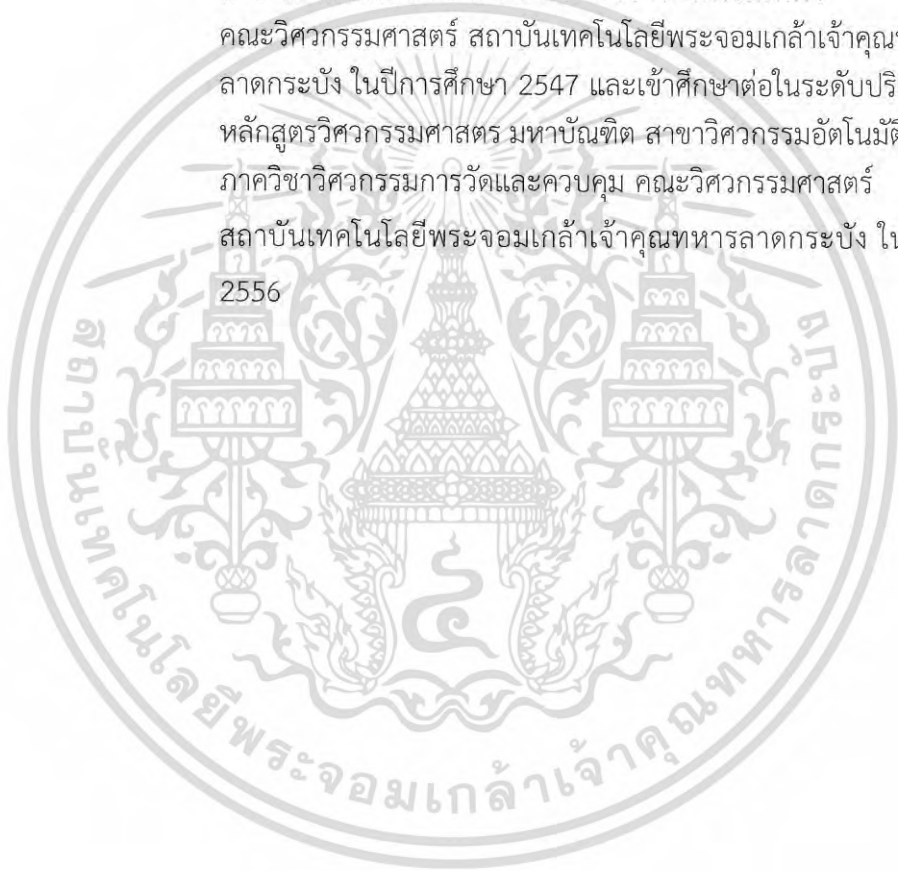 คณะวิศวกรรมศาสตร์ สถาบันเทคโนโลยีพระจอมเกล้าเจ้าคุณ
ลาดกระบัง ในปีการศึกษา 2547 และเข้าศึกษาต่อในระดับปริ
หลักสูตรวิศวกรรมศาสตร มหาบัณฑิต สาขาวิศวกรรมอัตโนมัติ
ภาควิชาวิศวกรรมการวัดและควบคุม คณะวิศวกรรมศาสตร์
สถาบันเทคโนโลยีพระจอมเกล้าเจ้าคุณทหารลาดกระบัง ใน
2556
สถาบันเทคโนโลยีพระจอมเกล้าเจ้าคุณทหารลาดกระบัง
๔